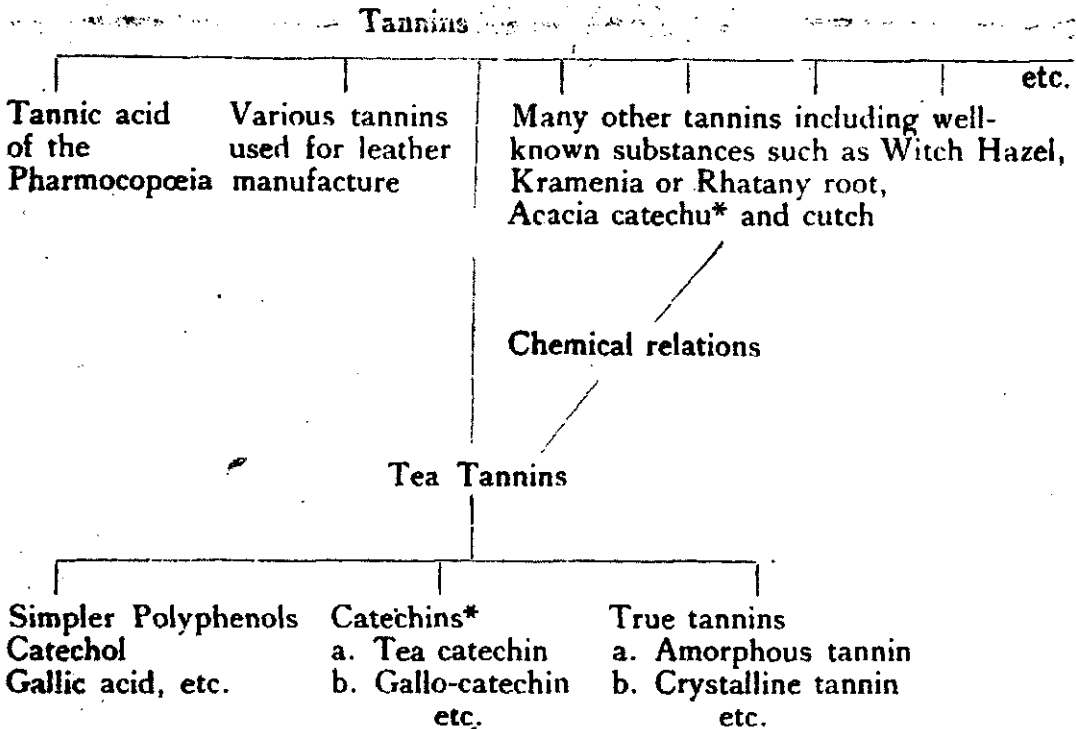 Tannins
etc.
Tannic acid
of the
Pharmocopœia
Various tannins
used for leather
manufacture
Many other tannins including well-
known substances such as Witch Hazel,
Kramenia or Rhatany root,
Acacia catechu* and cutch
Chemical relations
Tea Tannins
Simpler Polyphenols
Catechol
Gallic acid, etc.
Catechins*
a. Tea catechin
b. Gallo-catechin
etc.
True tannins
a. Amorphous tannin
b. Crystalline tannin
etc.